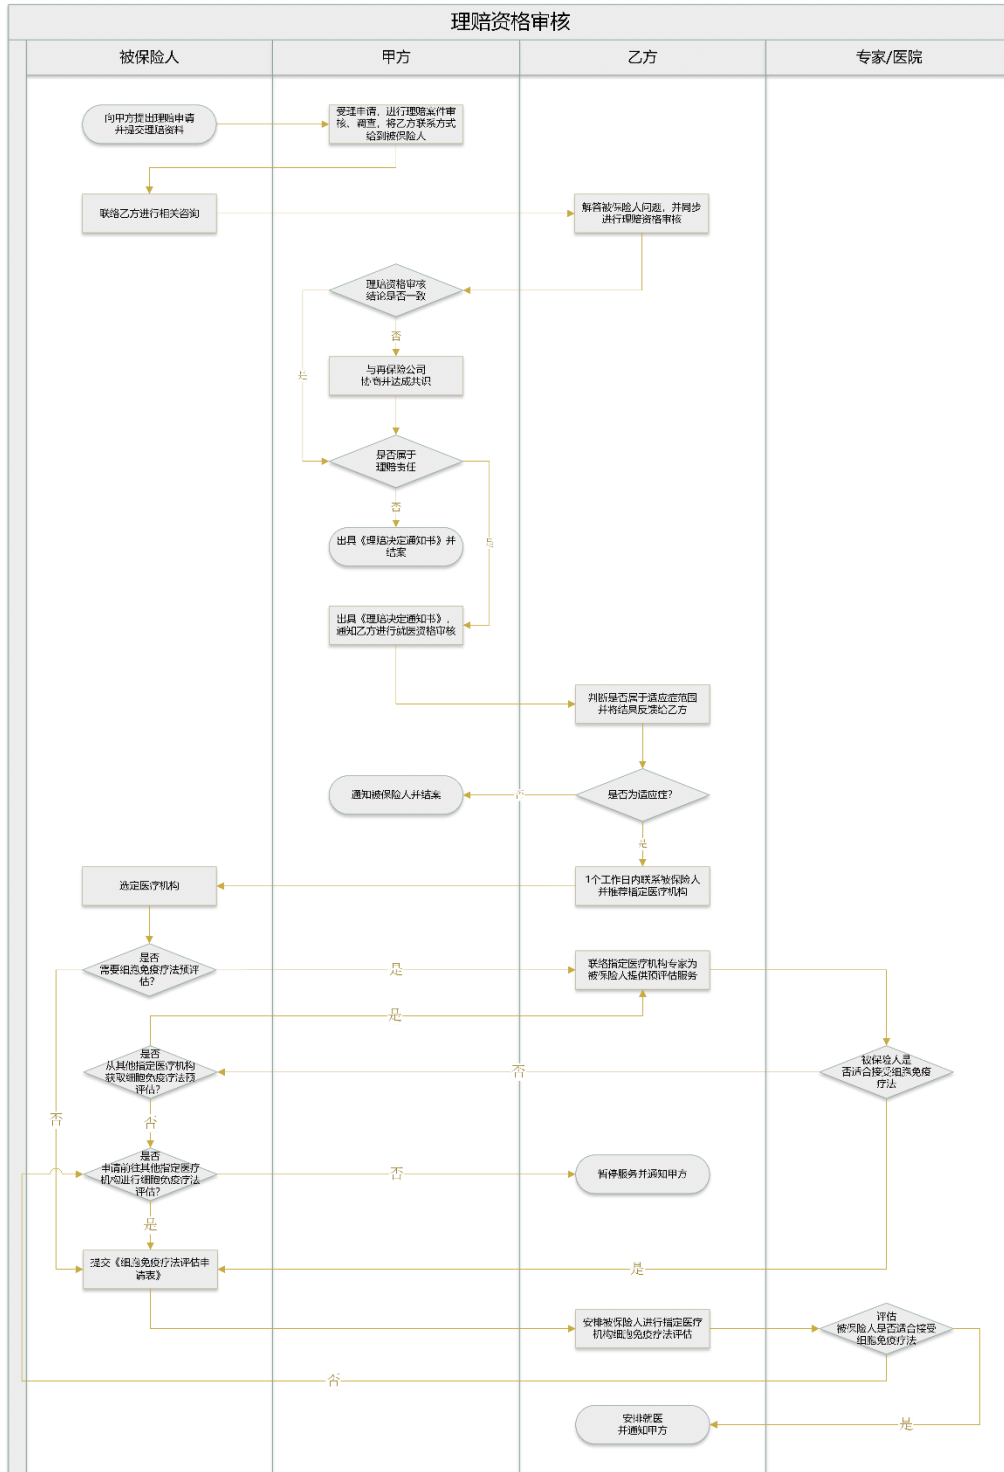 理赔资格审核
被保险人
甲方
乙方
专家/医院
向甲方提出理赔申请
并提交理赔资料
受理申请，进行理赔案件审
核、调查，将乙方联系方式
给到被保险人
联络乙方进行相关咨询
解答被保险人问题，并同步
进行理赔资格审核
理赔资格审核
结论是否一致
否
是
与再保险公司
协商并达成共识
是否属于
理赔责任
否
是
出具《理赔决定通知书》并
结案
出具《理赔决定通知书》，
通知乙方进行就医资格审核
判断是否属于适应症范围
并将结果反馈给乙方
通知被保险人并结案
否
是否为适应症?
是
选定医疗机构
1个工作日内联系被保险人
并推荐指定医疗机构
是否
需要细胞免疫疗法预评
估?
是
联络指定医疗机构专家为
被保险人提供预评估服务
是
是否
从其他指定医疗机构
获取细胞免疫疗法预
评估?
否
被保险人是
否适合接受细胞免疫
疗法
否
否
是否
申请前往其他指定医疗
机构进行细胞免疫疗法
评估?
否
暂停服务并通知甲方
是
提交《细胞免疫疗法评估申
请表》
是
安排被保险人进行指定医疗
机构细胞免疫疗法评估
评估
被保险人是否适合接受
细胞免疫疗法
否
安排就医
并通知甲方
是